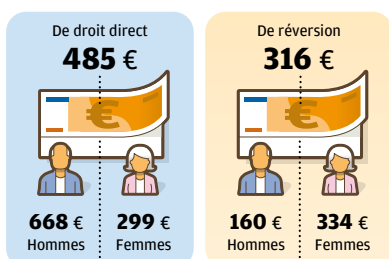 De droit direct
485 €
€
668 €
Hommes
299 €
Femmes
De réversion
316 €
€
160 €
Hommes
334 €
Femmes